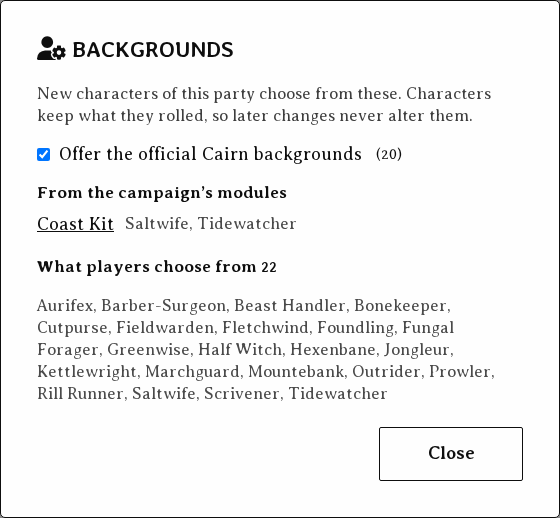 BACKGROUNDS
New characters of this party choose from these. Characters
keep what they rolled, so later changes never alter them.
Offer the official Cairn backgrounds (20)
From the campaign’s modules
Coast Kit Saltwife, Tidewatcher
What players choose from 22
Aurifex, Barber-Surgeon, Beast Handler, Bonekeeper,
Cutpurse, Fieldwarden, Fletchwind, Foundling, Fungal
Forager, Greenwise, Half Witch, Hexenbane, Jongleur,
Kettlewright, Marchguard, Mountebank, Outrider, Prowler,
Rill Runner, Saltwife, Scrivener, Tidewatcher
Close